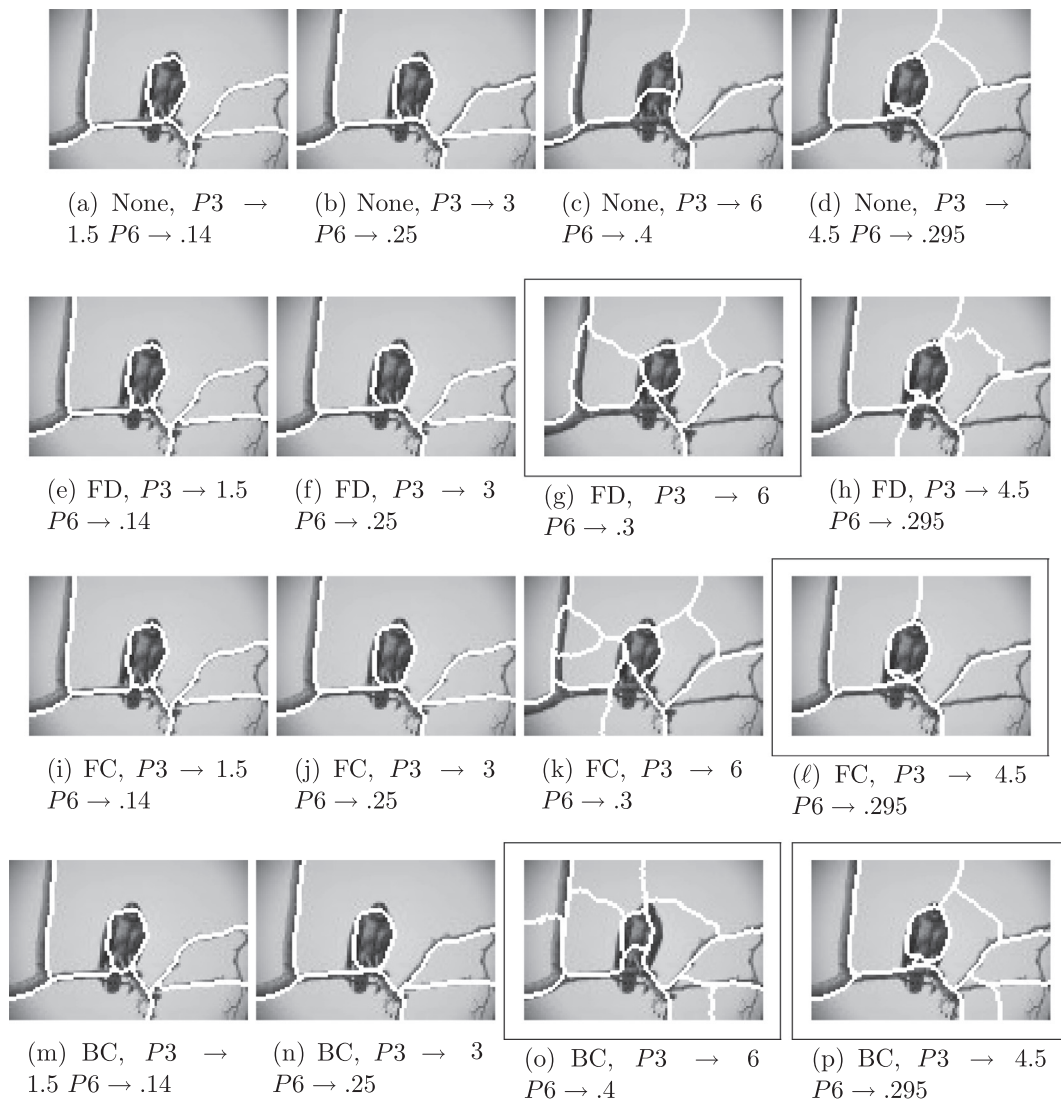 (a) None, P3 →
1.5 P6 → .14
(b) None, P3 → 3
P6 → .25
(c) None, P3 → 6
P6 → .4
(d) None, P3 →
4.5 P6 → .295
(e) FD, P3 → 1.5
P6 → .14
(f) FD, P3 → 3
P6 → .25
(g) FD, P3 → 6
P6 → .3
(h) FD, P3 → 4.5
P6 → .295
(i) FC, P3 → 1.5
P6 → .14
(j) FC, P3 → 3
P6 → .25
(k) FC, P3 → 6
P6 → .3
(ℓ) FC, P3 → 4.5
P6 → .295
(m) BC, P3 →
1.5 P6 → .14
(n) BC, P3 → 3
P6 → .25
(o) BC, P3 → 6
P6 → .4
(p) BC, P3 → 4.5
P6 → .295